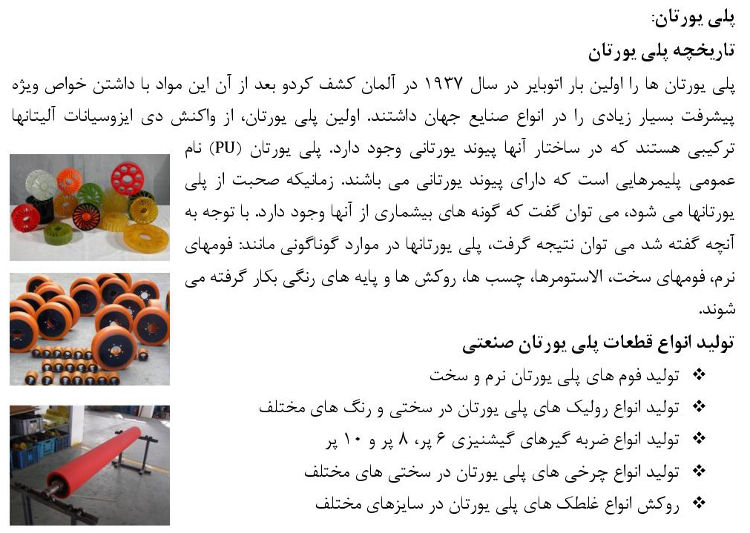 پلی یورتان:
تاریخچه پلی یورتان
پلی یورتان ها را اولین بار اتوبایر در سال ۱۹۳۷ در آلمان کشف کردو بعد از آن این مواد با داشتن خواص ویژه
پیشرفت بسیار زیادی را در انواع صنایع جهان داشتند. اولین پلی یورتان، از واکنش دی ایزوسیانات آلیتانها
ترکیبی هستند که در ساختار آنها پیوند یورتانی وجود دارد. پلی یورتان (PU) نام
عمومی پلیمرهایی است که دارای پیوند یورتانی می باشند. زمانیکه صحبت از پلی
یورتانها می شود، می توان گفت که گونه های بیشماری از آنها وجود دارد. با توجه به
آنچه گفته شد می توان نتیجه گرفت، پلی یورتانها در موارد گوناگونی مانند: فومهای
نرم، فومهای سخت، الاستومرها، چسب ها، روکش ها و پایه های رنگی بکار گرفته می
شوند.
تولید انواع قطعات پلی یورتان صنعتی
❖ تولید فوم های پلی یورتان نرم و سخت
❖ تولید انواع رولیک های پلی یورتان در سختی و رنگ های مختلف
❖ تولید انواع ضربه گیرهای گیشنیزی ۶ پر، ۸ پر و ۱۰ پر
❖ تولید انواع چرخی های پلی یورتان در سختی های مختلف
❖ روکش انواع غلطک های پلی یورتان در سایزهای مختلف